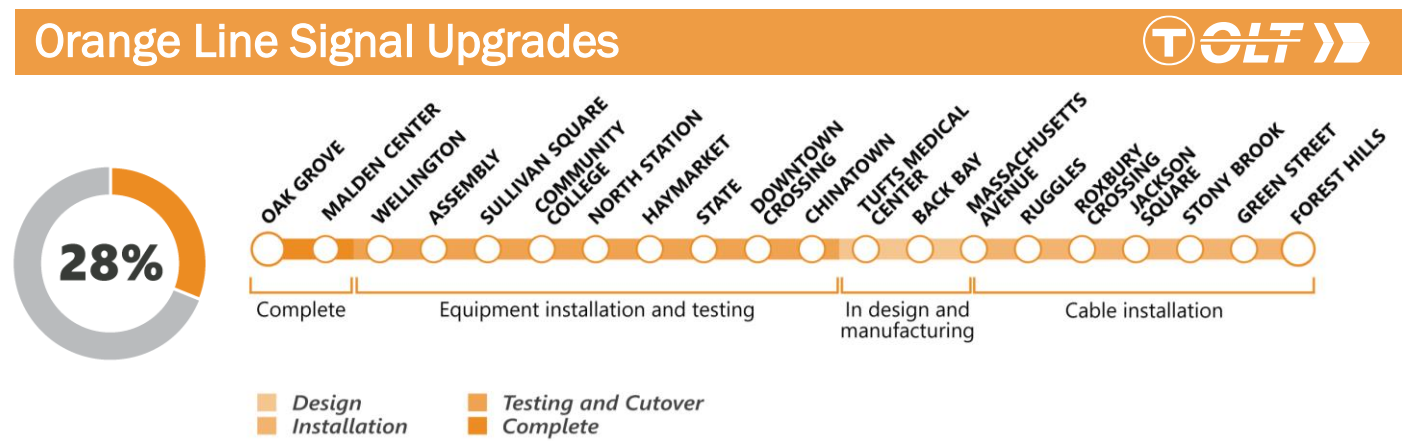 Orange Line Signal Upgrades
T OLT
28%
OAK GROVE
MALDEN CENTER
WELLINGTON
ASSEMBLY
SULLIVAN SQUARE
COMMUNITY
COLLEGE
NORTH STATION
HAYMARKET
STATE
DOWNTOWN
CROSSING
CHINATOWN
TUFTS MEDICAL
CENTER
BACK BAY
MASSACHUSETTS
AVENUE
RUGGLES
ROXBURY
CROSSING
JACKSON
SQUARE
STONY BROOK
GREEN STREET
FOREST HILLS
Complete
Equipment installation and testing
In design and
manufacturing
Cable installation
Design
Installation
Testing and Cutover
Complete